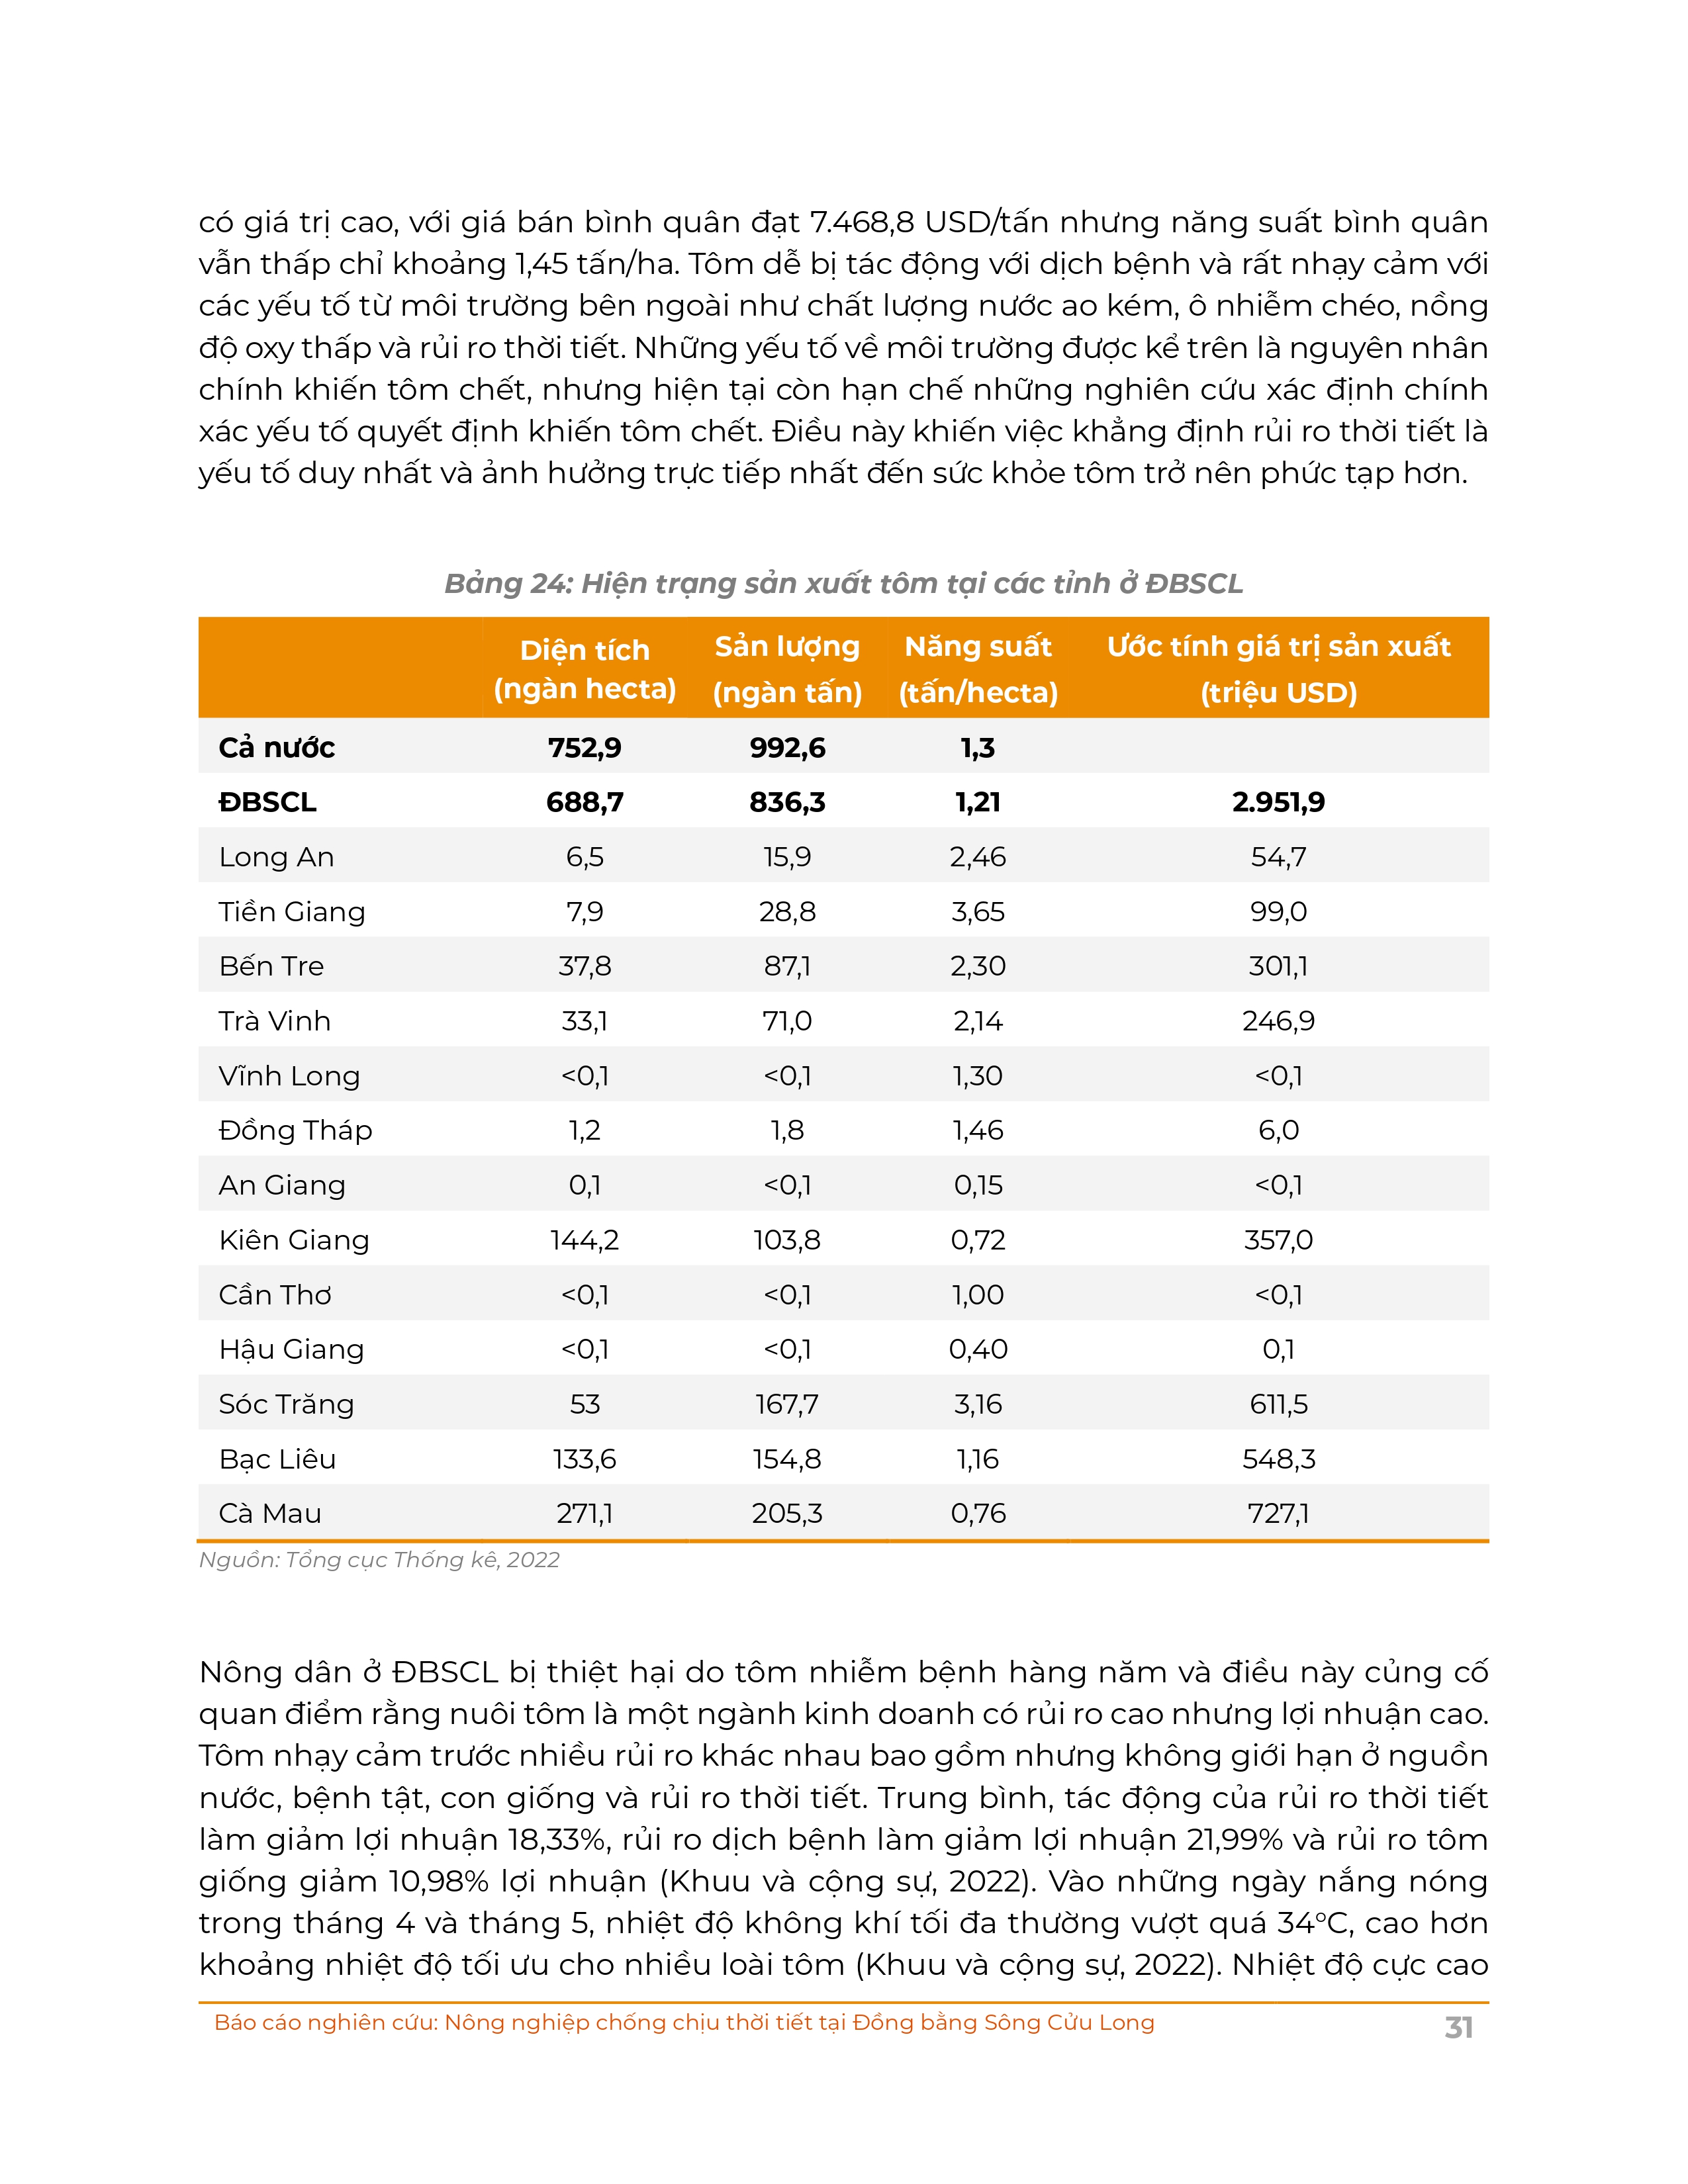 có giá trị cao, với giá bán bình quân đạt 7.468,8 USD/tấn nhưng năng suất bình quân
vẫn thấp chỉ khoảng 1,45 tấn/ha. Tôm dễ bị tác động với dịch bệnh và rất nhạy cảm với
các yếu tố từ môi trường bên ngoài như chất lượng nước ao kém, ô nhiễm chéo, nồng
độ oxy thấp và rủi ro thời tiết. Những yếu tố về môi trường được kể trên là nguyên nhân
chính khiến tôm chết, nhưng hiện tại còn hạn chế những nghiên cứu xác định chính
xác yếu tố quyết định khiến tôm chết. Điều này khiến việc khẳng định rủi ro thời tiết là
yếu tố duy nhất và ảnh hưởng trực tiếp nhất đến sức khỏe tôm trở nên phức tạp hơn.
Bảng 24: Hiện trạng sản xuất tôm tại các tỉnh ở ĐBSCL
Diện tích (ngàn hecta) Sản lượng (ngàn tấn) Năng suất (tấn/hecta) Ước tính giá trị sản xuất (triệu USD)
Cả nước 752,9 992,6 1,3
ĐBSCL 688,7 836,3 1,21 2.951,9
Long An 6,5 15,9 2,46 54,7
Tiền Giang 7,9 28,8 3,65 99,0
Bến Tre 37,8 87,1 2,30 301,1
Trà Vinh 33,1 71,0 2,14 246,9
Vĩnh Long <0,1 <0,1 1,30 <0,1
Đồng Tháp 1,2 1,8 1,46 6,0
An Giang 0,1 <0,1 0,15 <0,1
Kiên Giang 144,2 103,8 0,72 357,0
Cần Thơ <0,1 <0,1 1,00 <0,1
Hậu Giang <0,1 <0,1 0,40 0,1
Sóc Trăng 53 167,7 3,16 611,5
Bạc Liêu 133,6 154,8 1,16 548,3
Cà Mau 271,1 205,3 0,76 727,1
Nguồn: Tổng cục Thống kê, 2022
Nông dân ở ĐBSCL bị thiệt hại do tôm nhiễm bệnh hàng năm và điều này củng cố
quan điểm rằng nuôi tôm là một ngành kinh doanh có rủi ro cao nhưng lợi nhuận cao.
Tôm nhạy cảm trước nhiều rủi ro khác nhau bao gồm nhưng không giới hạn ở nguồn
nước, bệnh tật, con giống và rủi ro thời tiết. Trung bình, tác động của rủi ro thời tiết
làm giảm lợi nhuận 18,33%, rủi ro dịch bệnh làm giảm lợi nhuận 21,99% và rủi ro tôm
giống giảm 10,98% lợi nhuận (Khuu và cộng sự, 2022). Vào những ngày nắng nóng
trong tháng 4 và tháng 5, nhiệt độ không khí tối đa thường vượt quá 34ºC, cao hơn
khoảng nhiệt độ tối ưu cho nhiều loài tôm (Khuu và cộng sự, 2022). Nhiệt độ cực cao
Báo cáo nghiên cứu: Nông nghiệp chống chịu thời tiết tại Đồng bằng Sông Cửu Long 31